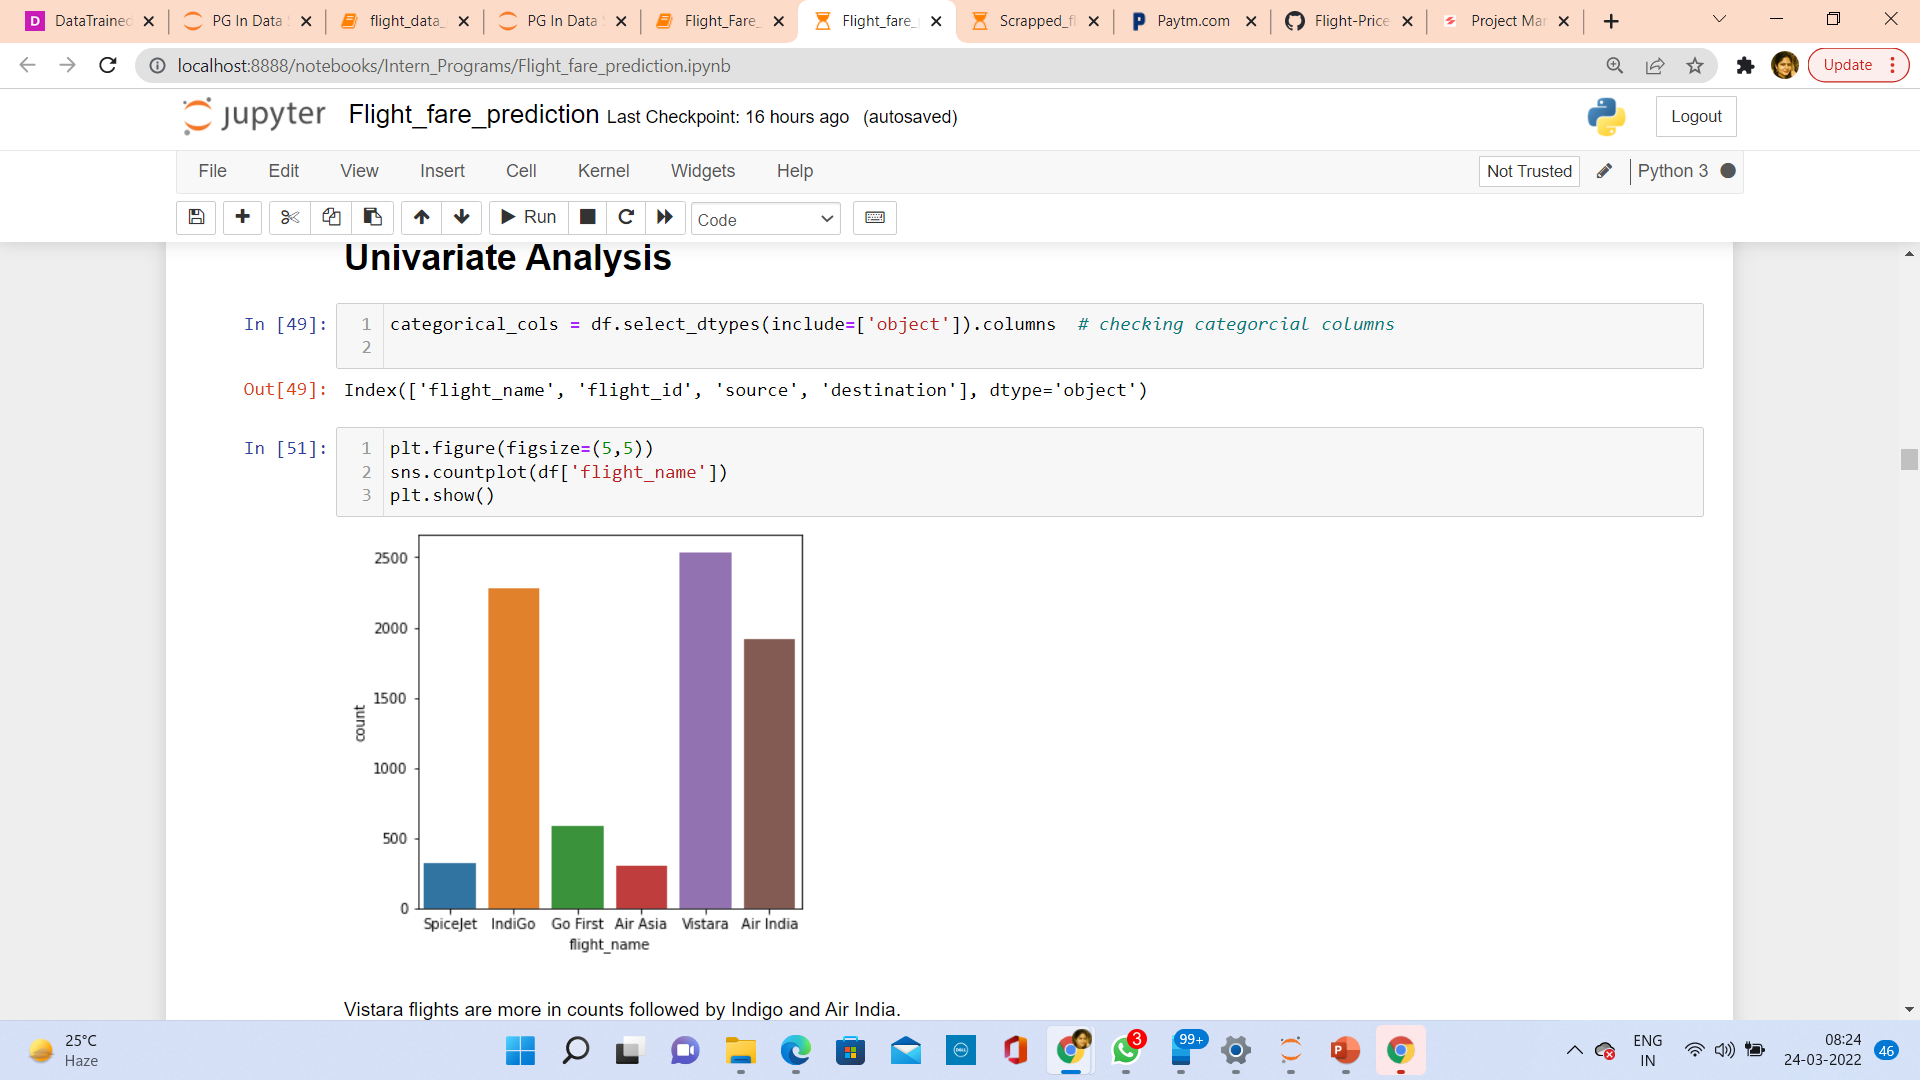 DataTrained
PG In Data
flight_data_
PG In Data
Flight_Fare_
Flight_fare_
Scrapped_fl
Paytm.com
Flight-Price
Project Mar
localhost:8888/notebooks/Intern_Programs/Flight_fare_prediction.ipynb
Update
jupyter Flight_fare_prediction Last Checkpoint: 16 hours ago (autosaved)
Logout
File Edit View Insert Cell Kernel Widgets Help
Not Trusted Python 3
Run Code
Univariate Analysis
In [49]:
1 categorical_cols = df.select_dtypes(include=['object']).columns # checking categorcial columns
2
Out[49]: Index(['flight_name', 'flight_id', 'source', 'destination'], dtype='object')
In [51]:
1 plt.figure(figsize=(5,5))
2 sns.countplot(df['flight_name'])
3 plt.show()
2500
2000
1500
1000
500
0
count
SpiceJet IndiGo Go First Air Asia Vistara Air India
flight_name
Vistara flights are more in counts followed by Indigo and Air India.
25°C
Haze
3
99+
ENG
IN
08:24
24-03-2022
46